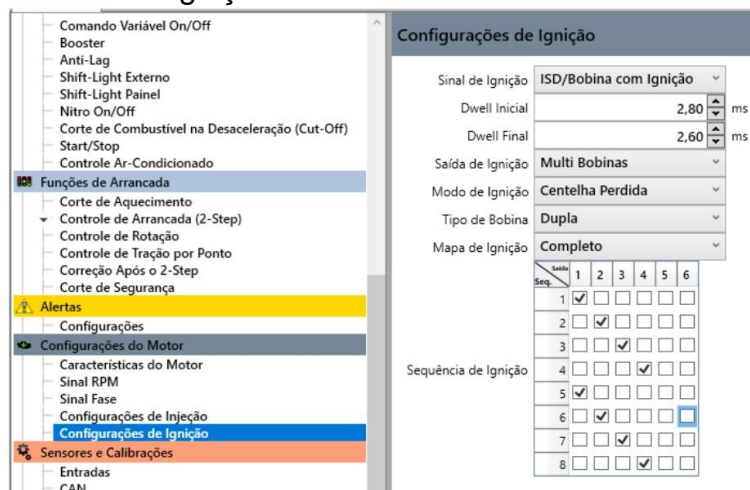 Comando Variável On/Off
Booster
Anti-Lag
Shift-Light Externo
Shift-Light Painel
Nitro On/Off
Corte de Combustível na Desaceleração (Cut-Off)
Start/Stop
Controle Ar-Condicionado
Funções de Arrancada
Corte de Aquecimento
Controle de Arrancada (2-Step)
Controle de Rotação
Controle de Tração por Ponto
Correção Após o 2-Step
Corte de Segurança
Alertas
Configurações
Configurações do Motor
Características do Motor
Sinal RPM
Sinal Fase
Configurações de Injeção
Configurações de Ignição
Sensores e Calibrações
Entradas
CAN
Configurações de Ignição
Sinal de Ignição ISD/Bobina com Ignição
Dwell Inicial 2,80 ms
Dwell Final 2,60 ms
Saída de Ignição Multi Bobinas
Modo de Ignição Centelha Perdida
Tipo de Bobina Dupla
Mapa de Ignição Completo
Sequência de Ignição
Seq. Saída 1 2 3 4 5 6
1
2
3
4
5
6
7
8